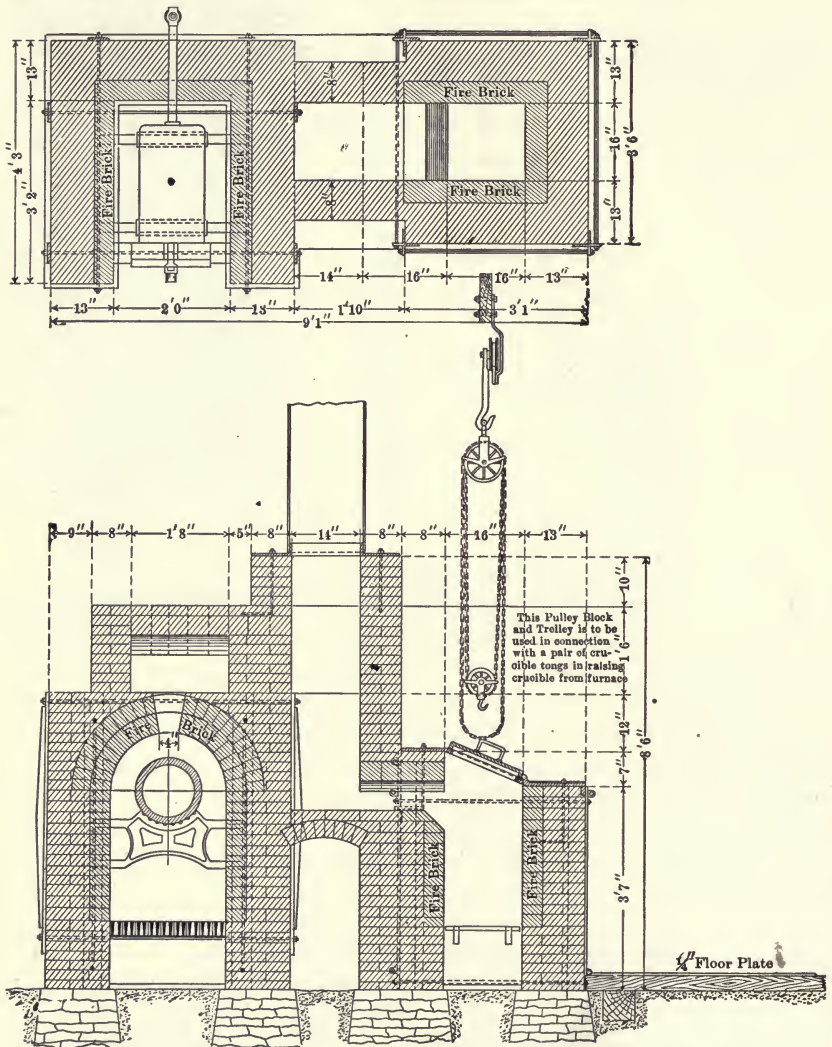 13"
3' 2"
4' 3"
Fire Brick
Fire Brick
8"
8"
Fire Brick
Fire Brick
13"
16"
13"
3' 6"
14"
16"
16"
13"
13"
2' 0"
13"
1' 10"
3' 1"
9' 1"
9"
8"
1' 8"
5"
8"
14"
8"
8"
16"
13"
10"
1' 6"
12"
7"
3' 7"
8' 6"
This Pulley Block
and Trolley is to be
used in connection
with a pair of cru-
cible tongs in raising
crucible from furnace
Fire Brick
4"
Fire Brick
Fire Brick
1/4" Floor Plate